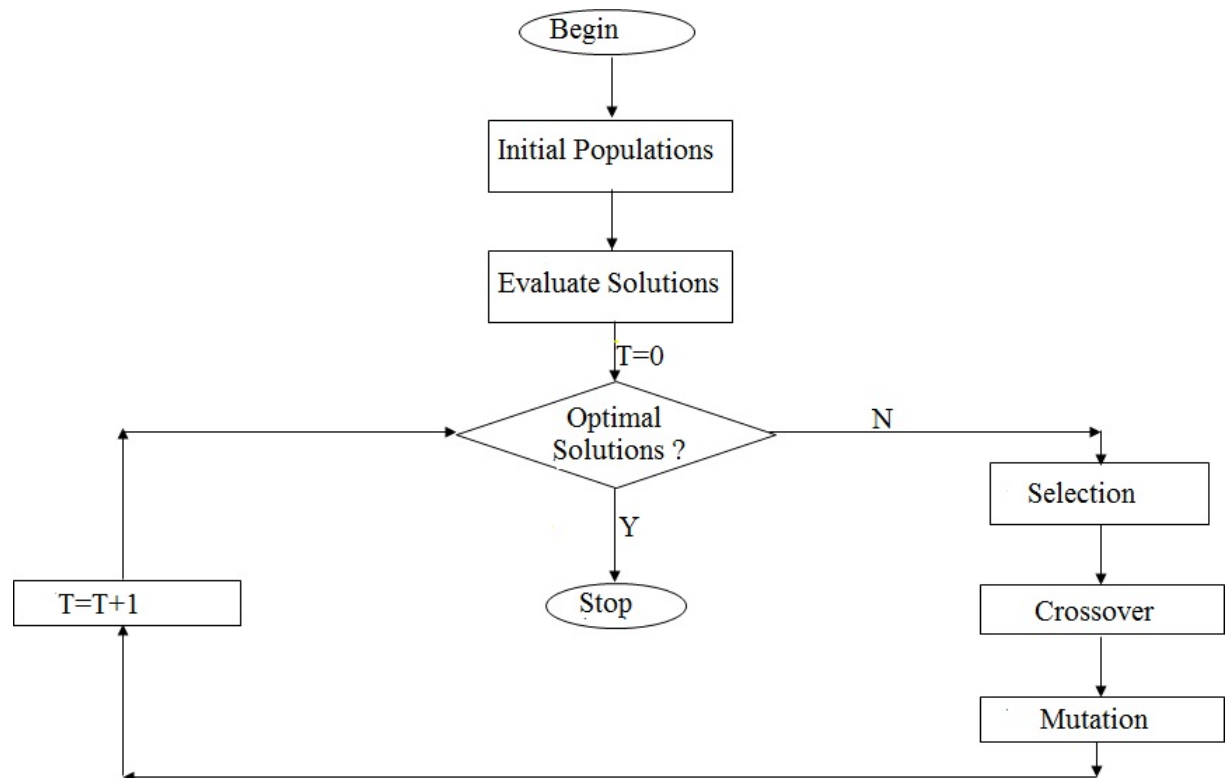 Begin
Initial Populations
Evaluate Solutions
T=0
Optimal
Solutions ?
N
Selection
Y
T=T+1
Stop
Crossover
Mutation